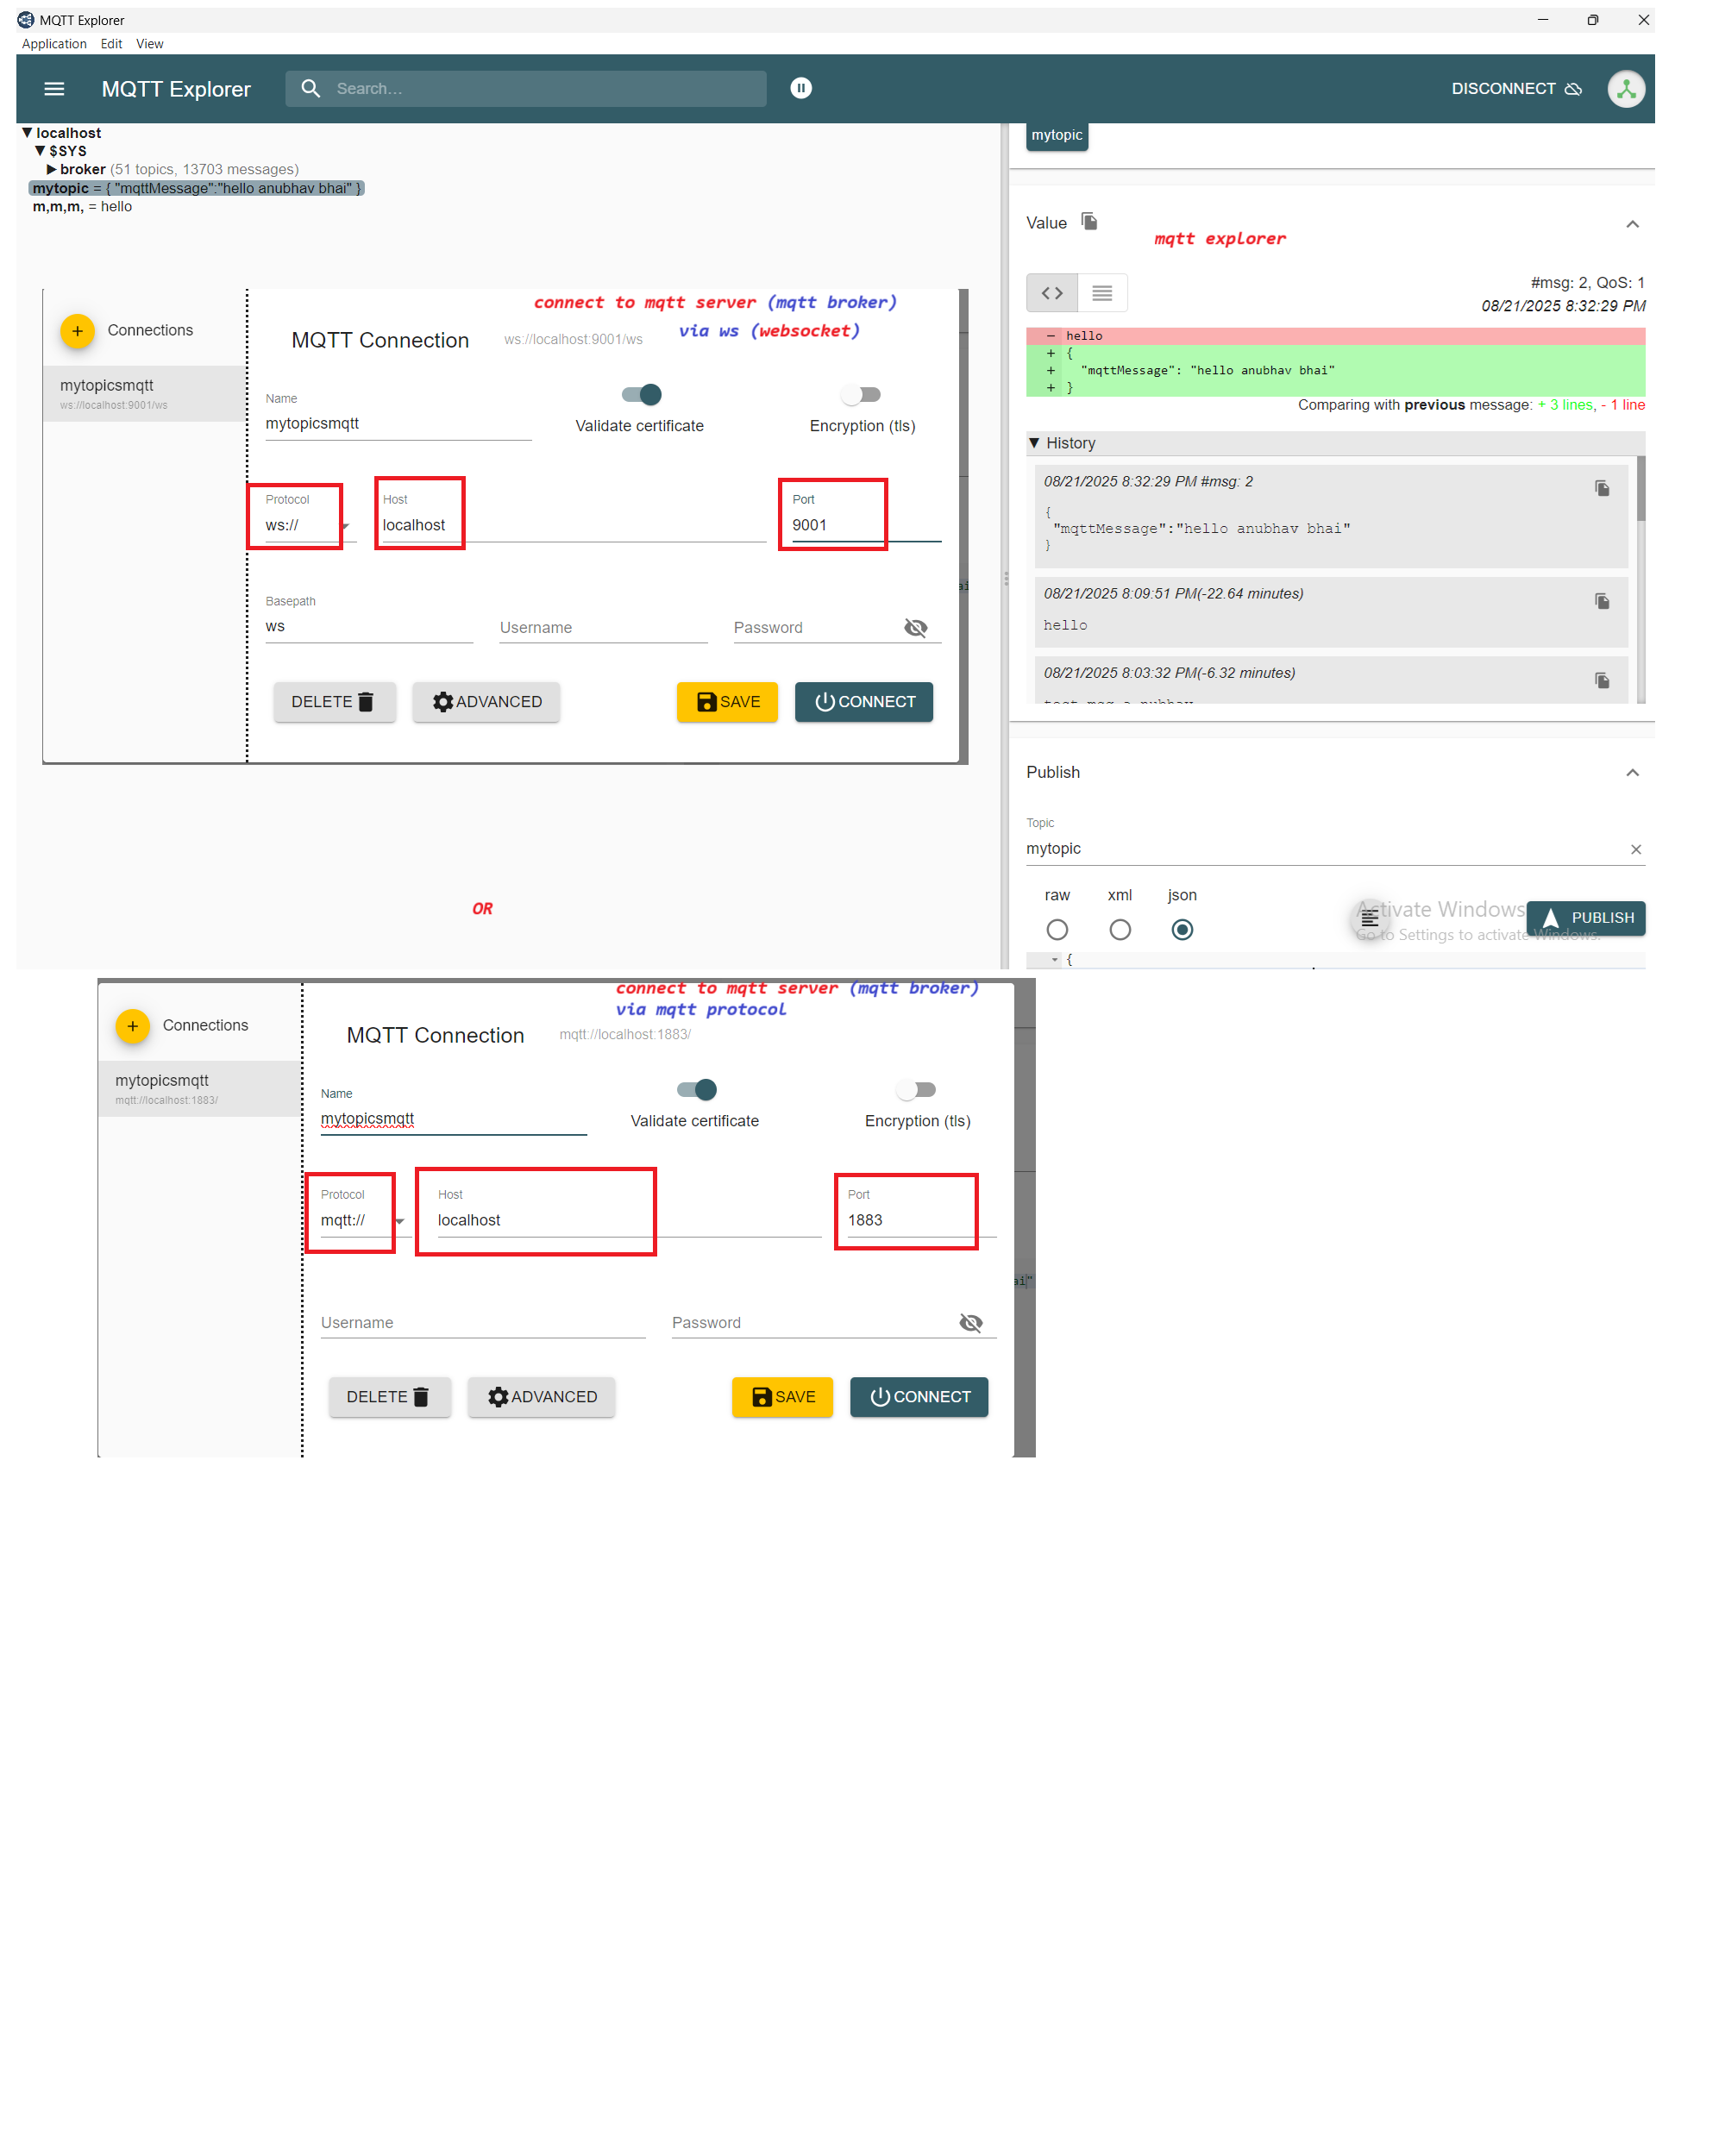 MQTT Explorer
Application Edit View
MQTT Explorer Search... DISCONNECT
▼ localhost
▼ $SYS
▶ broker (51 topics, 13703 messages)
mytopic = { "mqttMessage":"hello anubhav bhai" }
m,m,m, = hello
connect to mqtt server (mqtt broker)
via ws (websocket)
+ Connections
mytopicsmqtt
ws://localhost:9001/ws
MQTT Connection ws://localhost:9001/ws
Name
mytopicsmqtt
Validate certificate
Encryption (tls)
Protocol
ws://
Host
localhost
Port
9001
Basepath
ws
Username
Password
DELETE ADVANCED SAVE CONNECT
ai
OR
mytopic
Value
mqtt explorer
#msg: 2, QoS: 1
08/21/2025 8:32:29 PM
- hello
+ {
+ "mqttMessage": "hello anubhav bhai"
+ }
Comparing with previous message: + 3 lines, - 1 line
▼ History
08/21/2025 8:32:29 PM #msg: 2
{
"mqttMessage":"hello anubhav bhai"
}
08/21/2025 8:09:51 PM(-22.64 minutes)
hello
08/21/2025 8:03:32 PM(-6.32 minutes)
Publish
Topic
mytopic
raw xml json
PUBLISH
Activate Windows
Go to Settings to activate Windows.
{
connect to mqtt server (mqtt broker)
via mqtt protocol
+ Connections
mytopicsmqtt
mqtt://localhost:1883/
MQTT Connection mqtt://localhost:1883/
Name
mytopicsmqtt
Validate certificate
Encryption (tls)
Protocol
mqtt://
Host
localhost
Port
1883
ai"
Username
Password
DELETE ADVANCED SAVE CONNECT